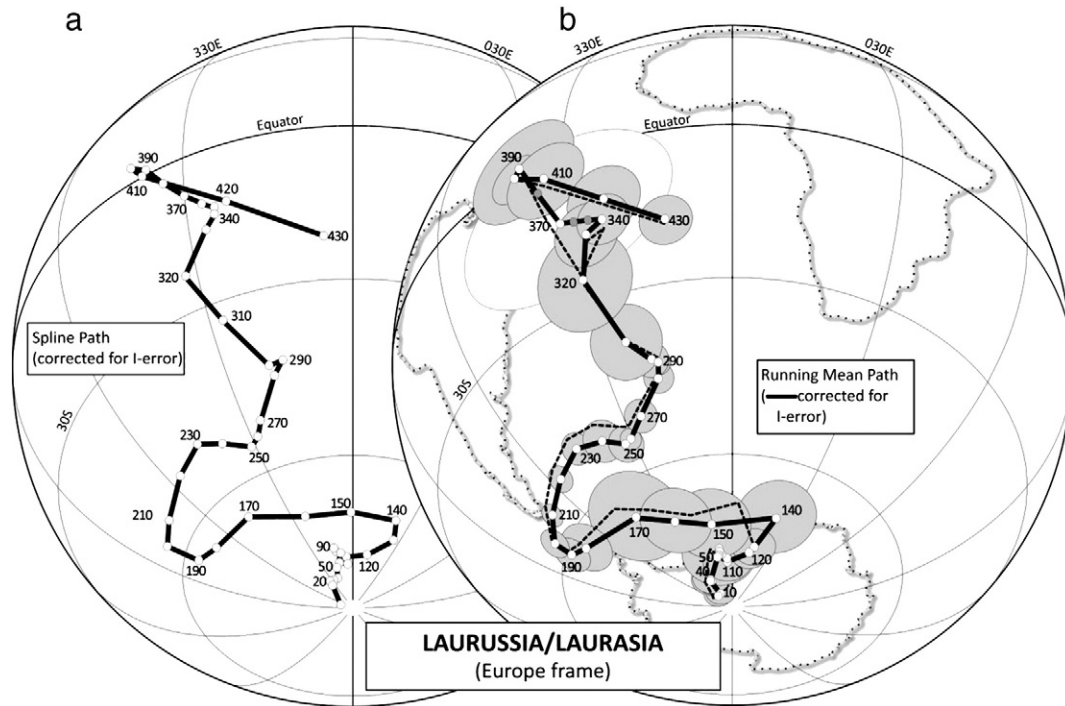 a
b
330E
030E
330E
030E
Equator
Equator
390
410
420
370
340
430
320
310
290
270
230
250
210
170
150
140
190
90
50
20
120
30S
Spline Path
(corrected for I-error)
390
410
370
340
430
320
290
270
230
250
210
170
150
140
190
50
40
110
120
10
30S
Running Mean Path
(corrected for
I-error)
LAURUSSIA/LAURASIA
(Europe frame)